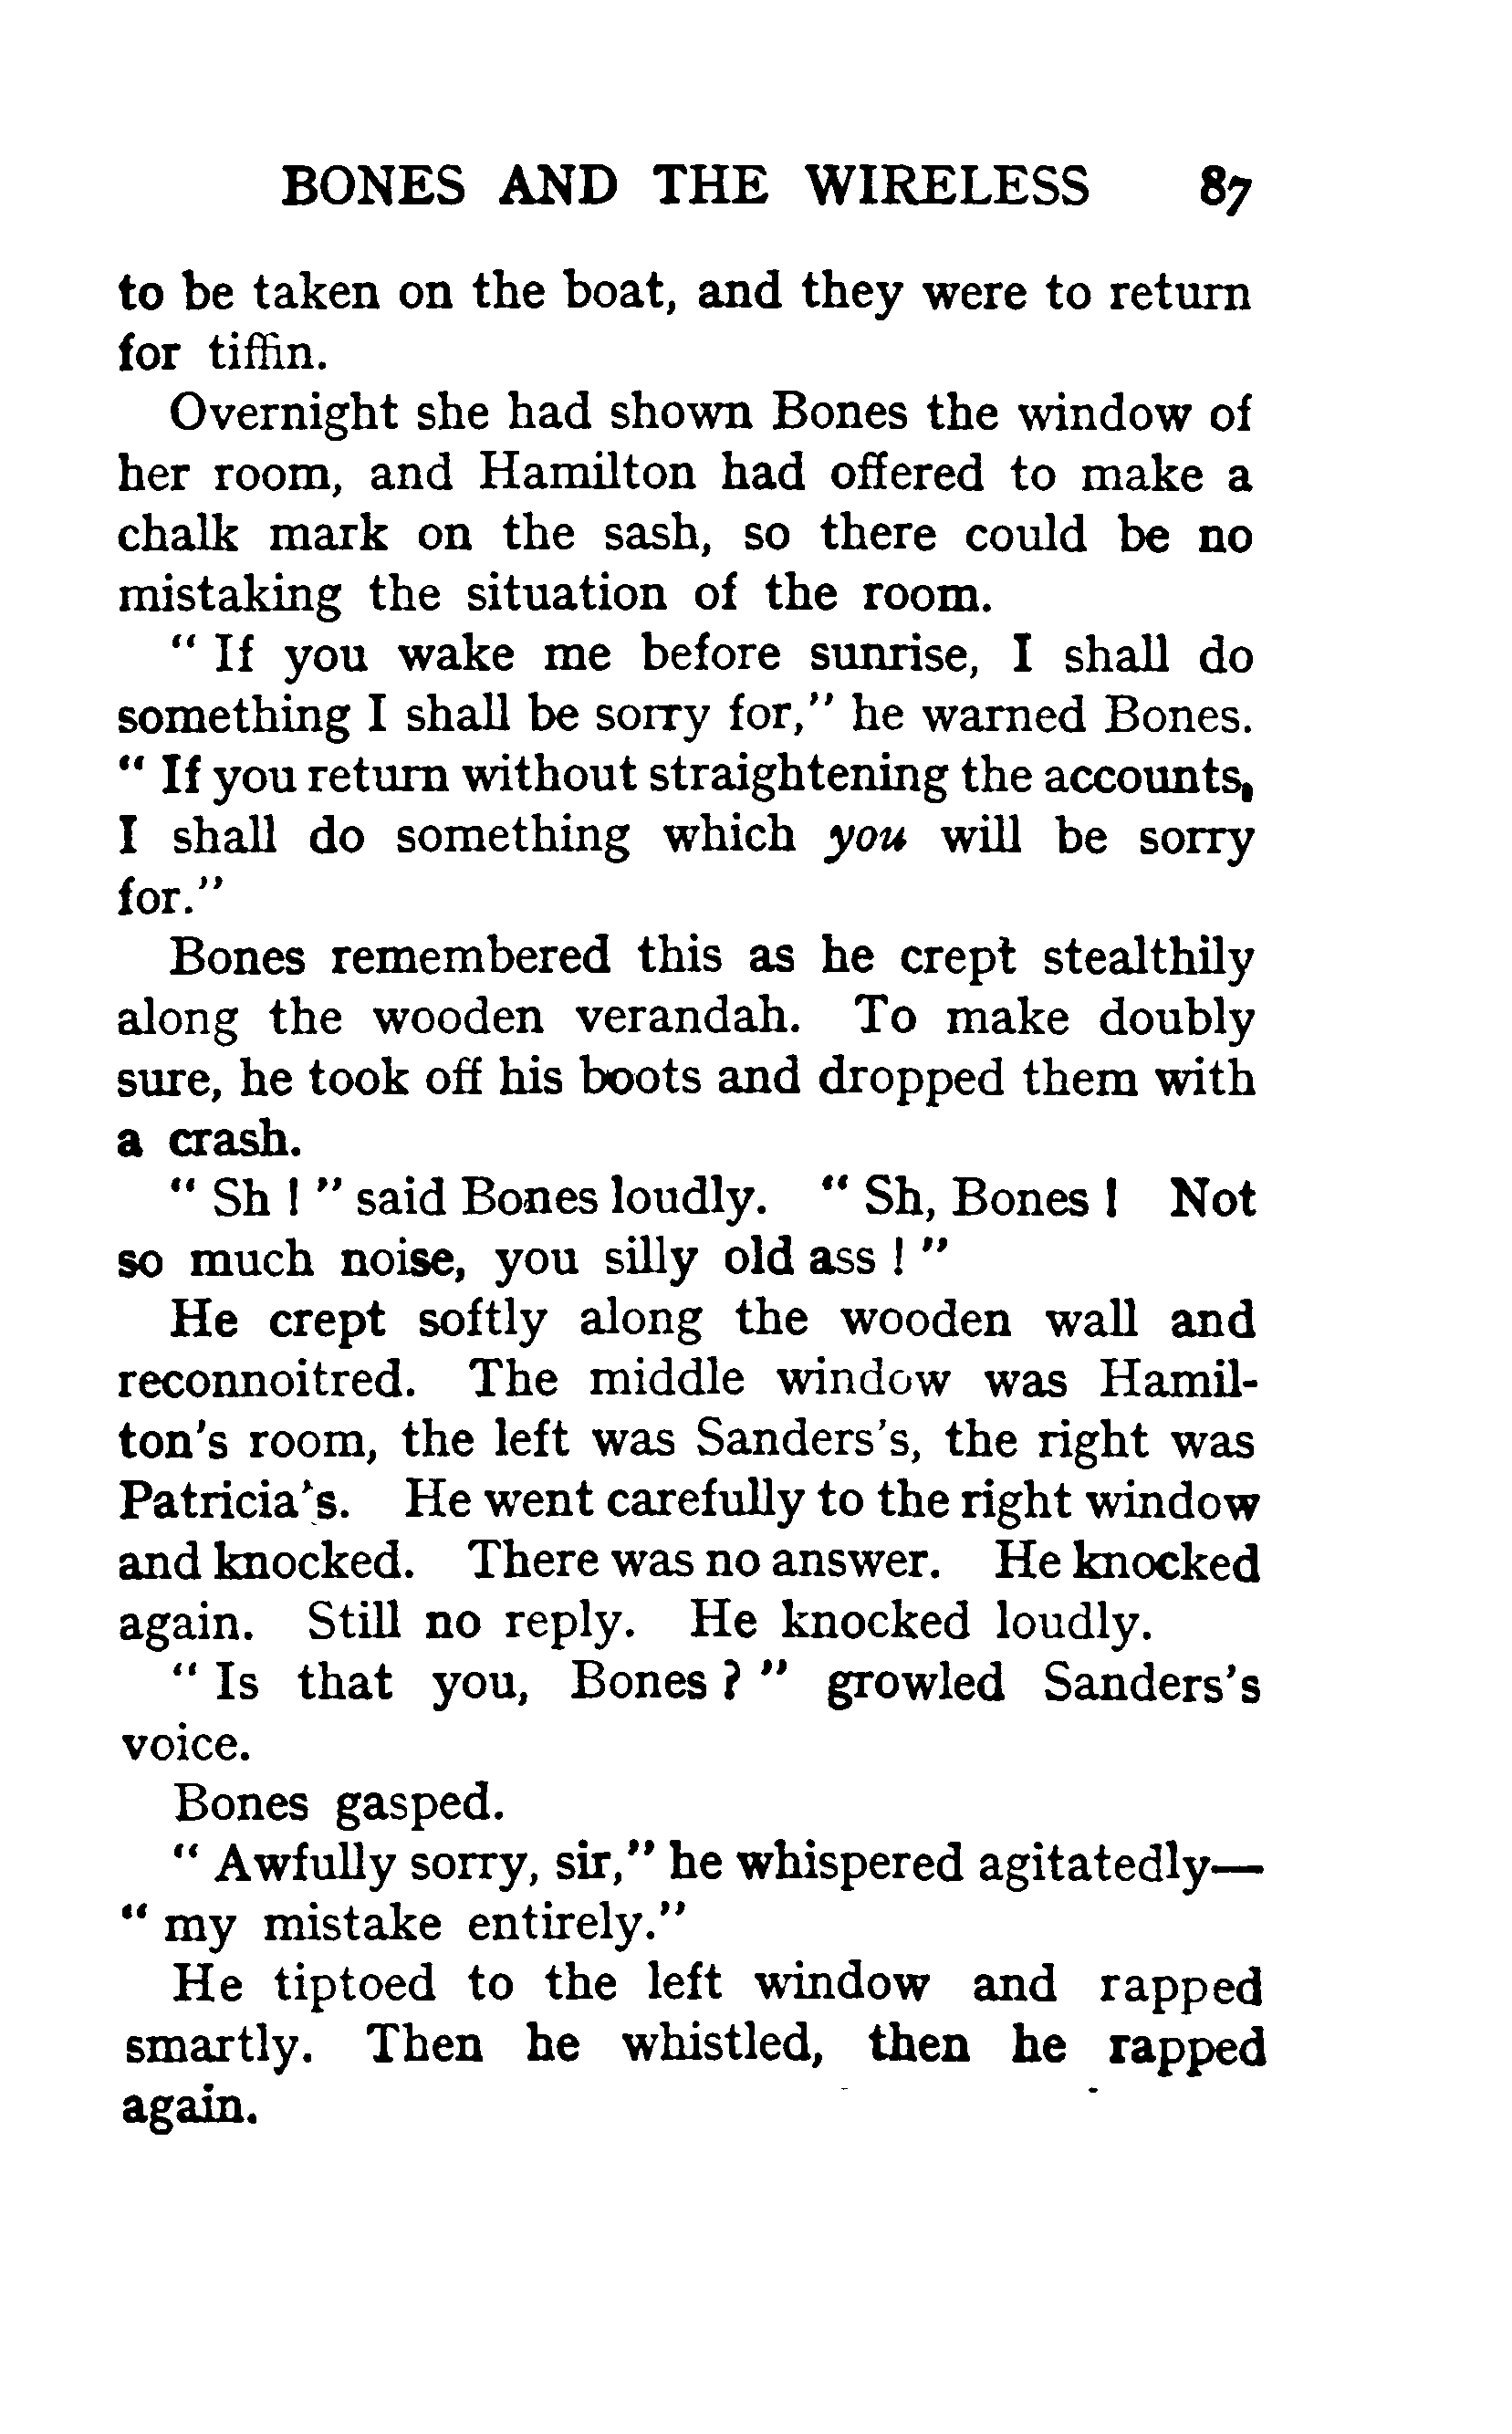 BONES AND THE WIRELESS 87
to be taken on the boat, and they were to return
for tiffin.
Overnight she had shown Bones the window of
her room, and Hamilton had offered to make a
chalk mark on the sash, so there could be no
mistaking the situation of the room.
" If you wake me before sunrise, I shall do
something I shall be sorry for," he warned Bones.
" If you return without straightening the accounts,
I shall do something which you will be sorry
for."
Bones remembered this as he crept stealthily
along the wooden verandah. To make doubly
sure, he took off his boots and dropped them with
a crash.
" Sh ! " said Bones loudly. " Sh, Bones ! Not
so much noise, you silly old ass ! "
He crept softly along the wooden wall and
reconnoitred. The middle window was Hamil-
ton's room, the left was Sanders's, the right was
Patricia's. He went carefully to the right window
and knocked. There was no answer. He knocked
again. Still no reply. He knocked loudly.
" Is that you, Bones ? " growled Sanders's
voice.
Bones gasped.
" Awfully sorry, sir," he whispered agitatedly—
" my mistake entirely."
He tiptoed to the left window and rapped
smartly. Then he whistled, then he rapped
again.